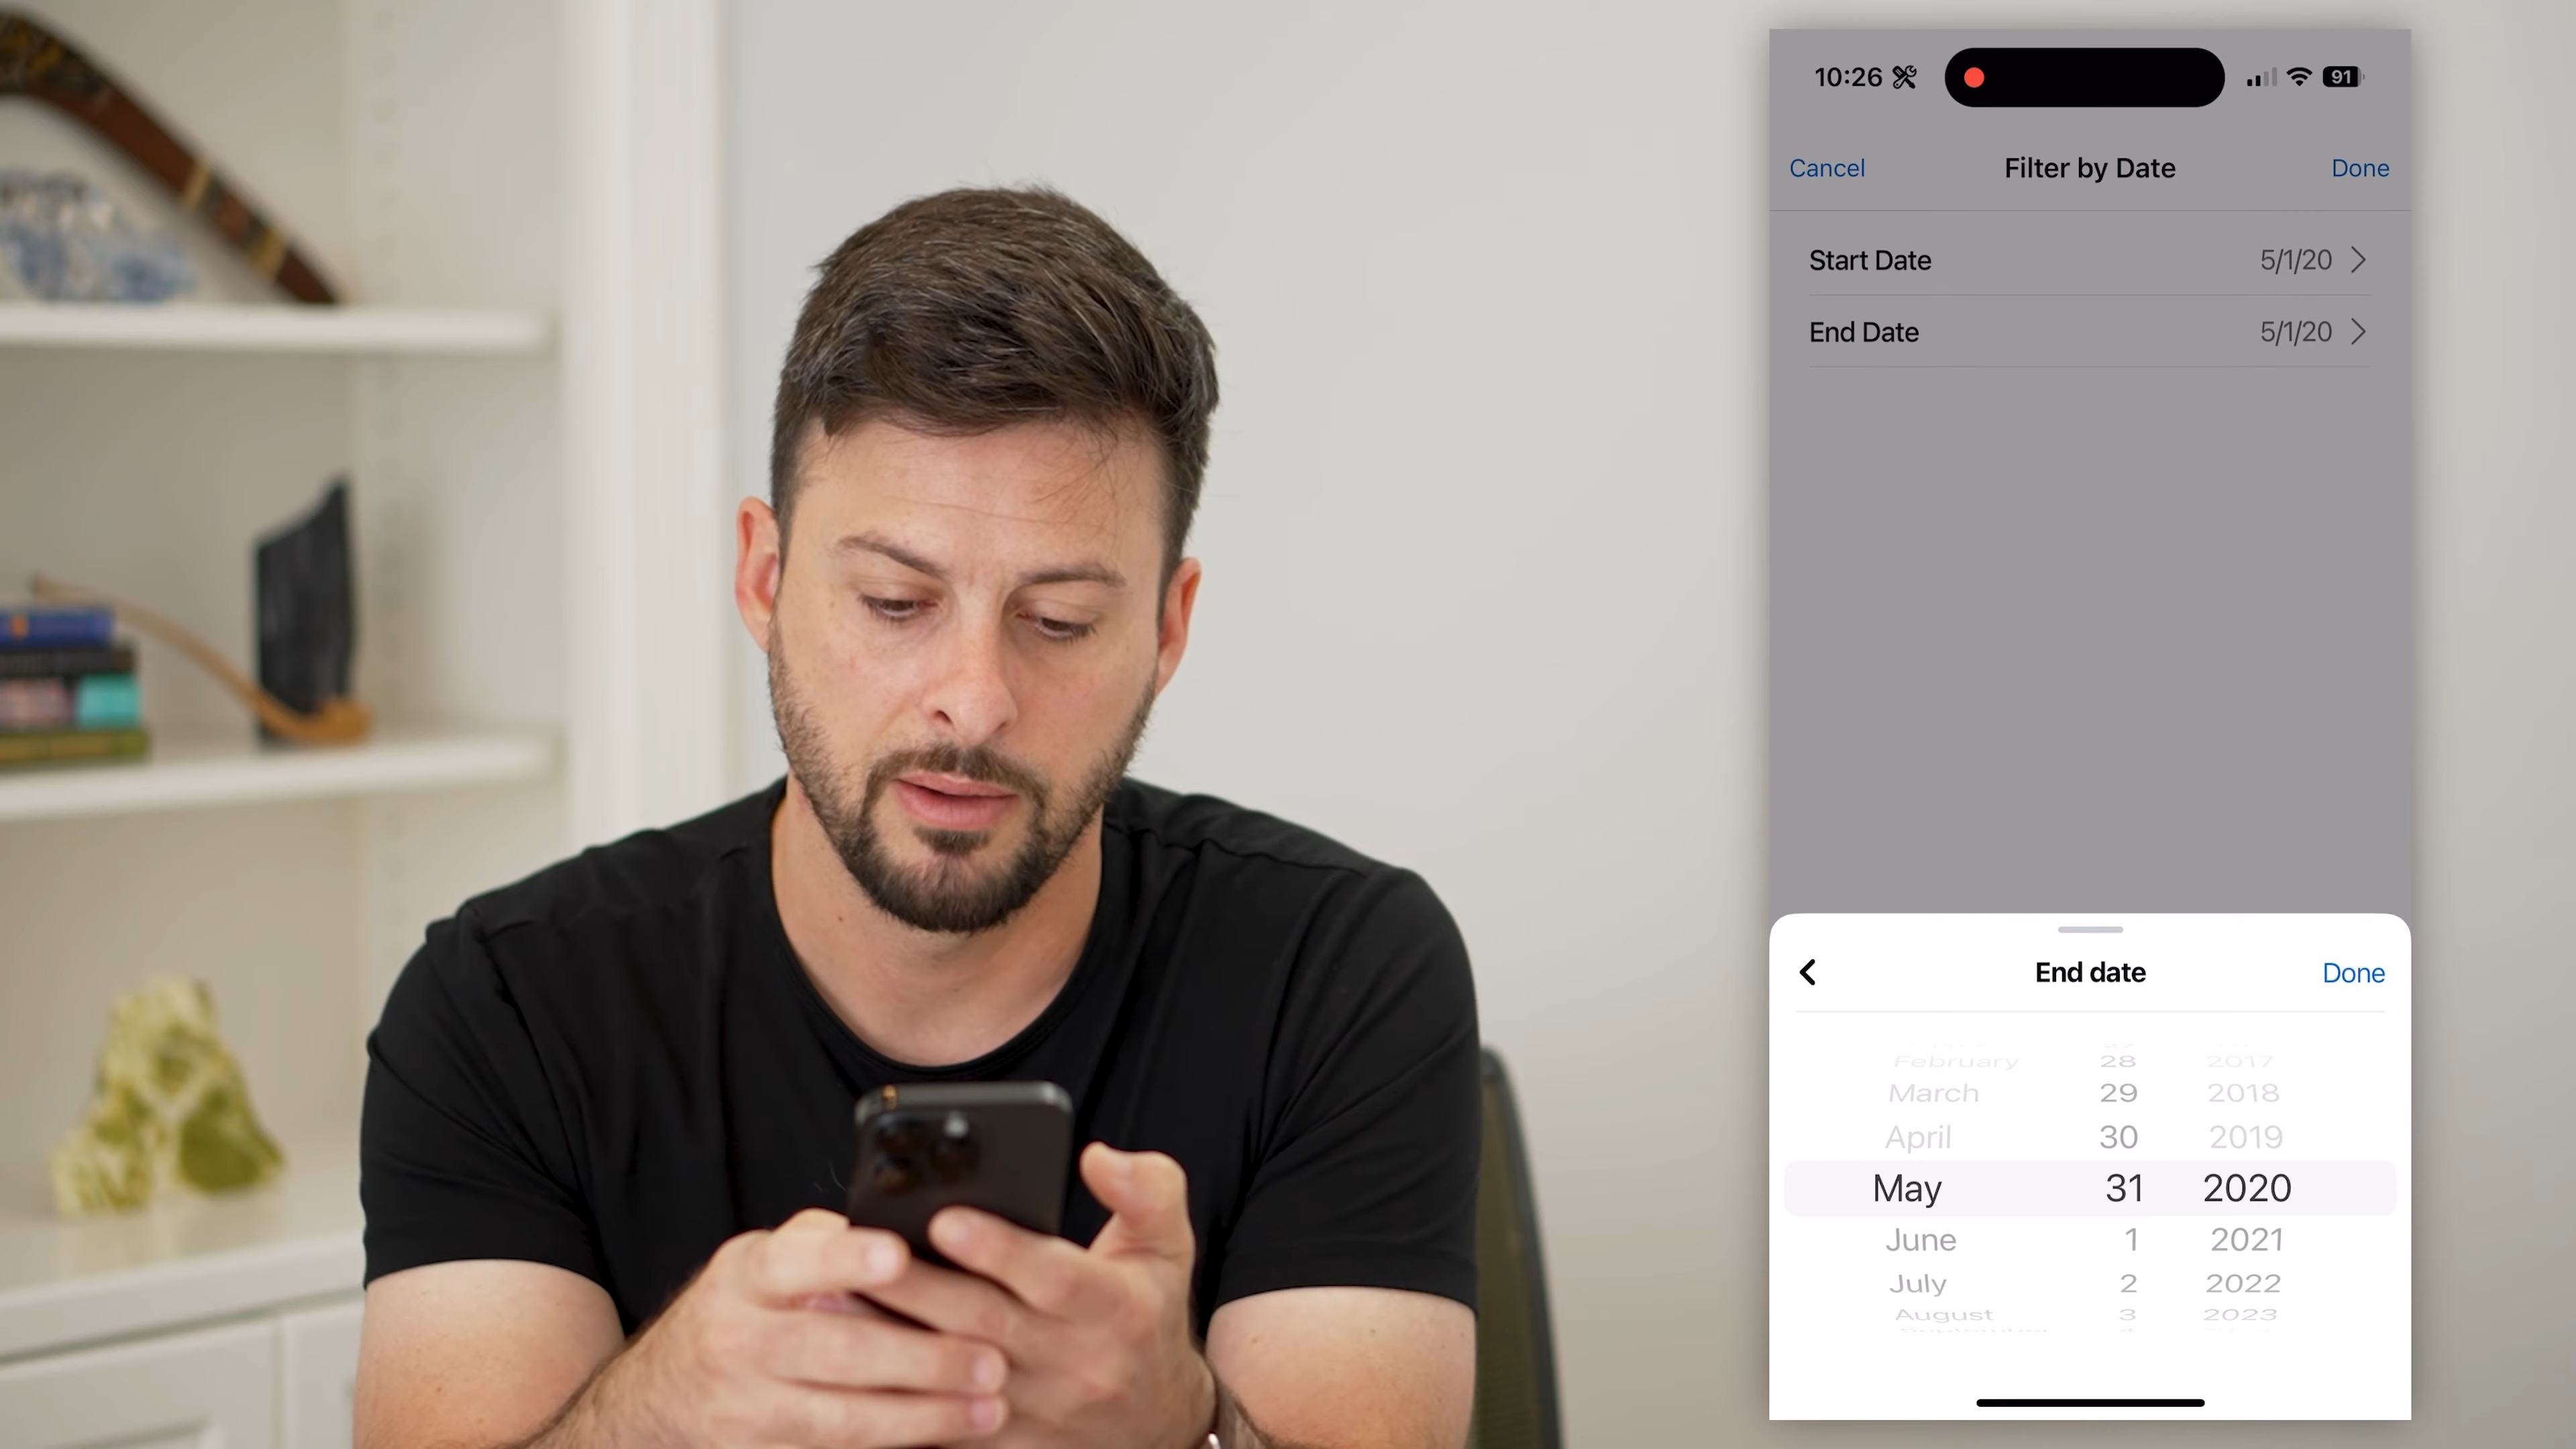 10:26
91
Cancel Filter by Date Done
Start Date 5/1/20
End Date 5/1/20
End date Done
February 28 2017
March 29 2018
April 30 2019
May 31 2020
June 1 2021
July 2 2022
August 3 2023